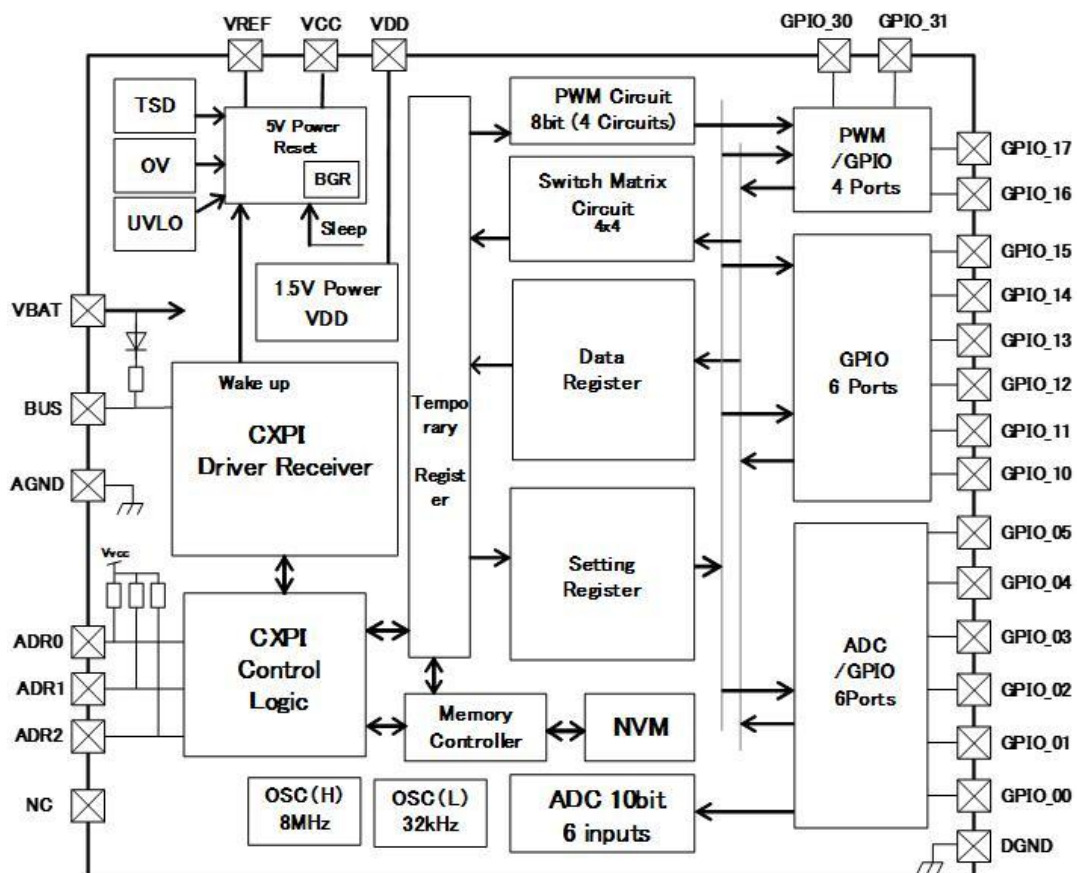 VREF
VCC
VDD
GPIO_30
GPIO_31
TSD
OV
UVLO
5V Power
Reset
BGR
Sleep
1.5V Power
VDD
PWM Circuit
8bit (4 Circuits)
Switch Matrix
Circuit
4x4
PWM
/GPIO
4 Ports
GPIO_17
GPIO_16
VBAT
BUS
AGND
Wake up
CXPI
Driver Receiver
Tempo
rary
Regist
er
Data
Register
GPIO
6 Ports
GPIO_15
GPIO_14
GPIO_13
GPIO_12
GPIO_11
GPIO_10
Vvcc
ADR0
ADR1
ADR2
NC
CXPI
Control
Logic
Setting
Register
Memory
Controller
NVM
ADC
/GPIO
6Ports
GPIO_05
GPIO_04
GPIO_03
GPIO_02
GPIO_01
GPIO_00
DGND
OSC(H)
8MHz
OSC(L)
32kHz
ADC 10bit
6 inputs